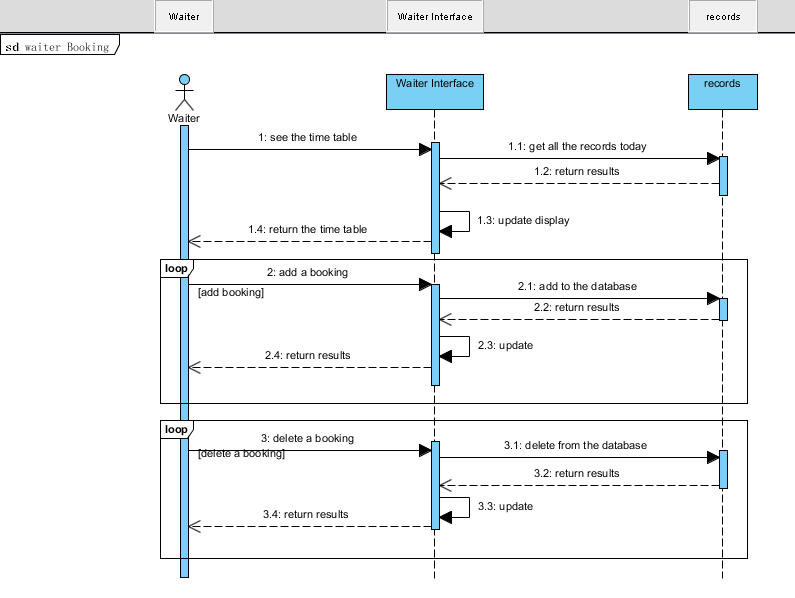 Waiter Waiter Interface records
sd waiter Booking
Waiter Interface records
Waiter
1: see the time table
1.1: get all the records today
1.2: return results
1.3: update display
1.4: return the time table
loop
2: add a booking
[add booking]
2.1: add to the database
2.2: return results
2.3: update
2.4: return results
loop
3: delete a booking
[delete a booking]
3.1: delete from the database
3.2: return results
3.3: update
3.4: return results